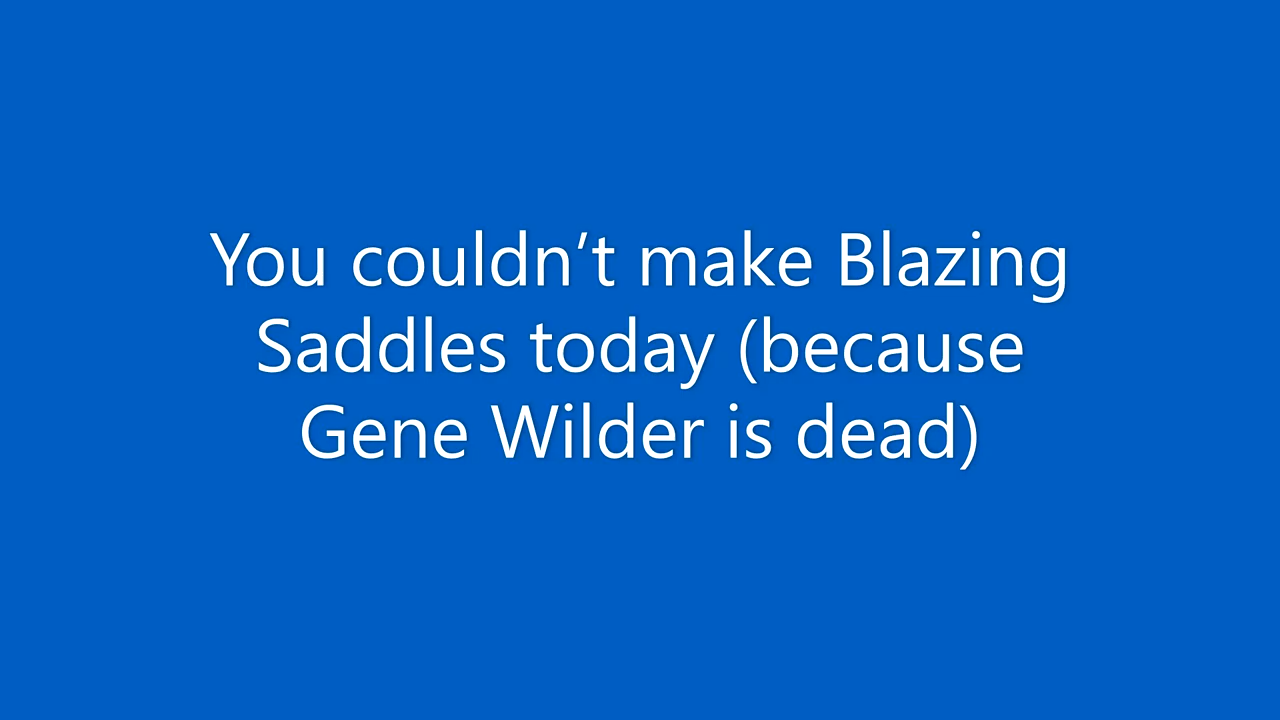 You couldn’t make Blazing
Saddles today (because
Gene Wilder is dead)